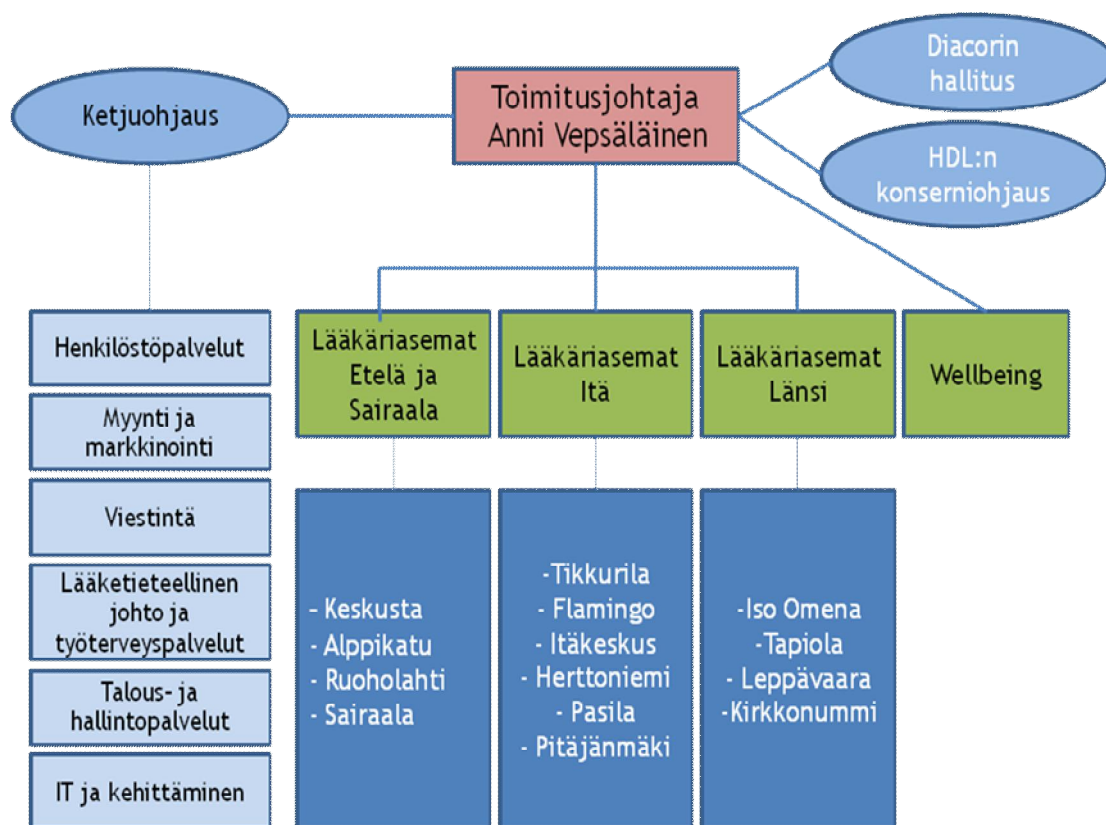 Diacorin
hallitus
Ketjuohjaus
Toimitusjohtaja
Anni Vepsäläinen
HDL:n
konserniohjaus
Henkilöstöpalvelut
Myynti ja
markkinointi
Viestintä
Lääketieteellinen
johto ja
työterveyspalvelut
Talous- ja
hallintopalvelut
IT ja kehittäminen
Lääkäriasemat
Etelä ja
Sairaala
- Keskusta
- Alppikatu
- Ruoholahti
- Sairaala
Lääkäriasemat
Itä
-Tikkurila
- Flamingo
- Itäkeskus
- Herttoniemi
- Pasila
- Pitäjänmäki
Lääkäriasemat
Länsi
-Iso Omena
-Tapiola
- Leppävaara
-Kirkkonummi
Wellbeing